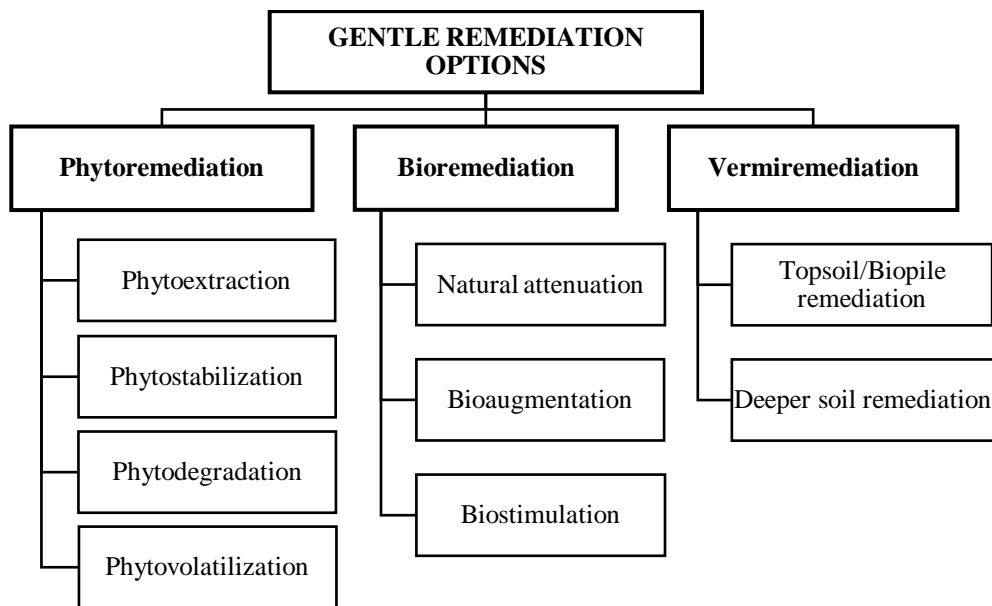 GENTLE REMEDIATION
OPTIONS
Phytoremediation
Bioremediation
Vermiremediation
Phytoextraction
Phytostabilization
Phytodegradation
Phytovolatilization
Natural attenuation
Bioaugmentation
Biostimulation
Topsoil/Biopile
remediation
Deeper soil remediation